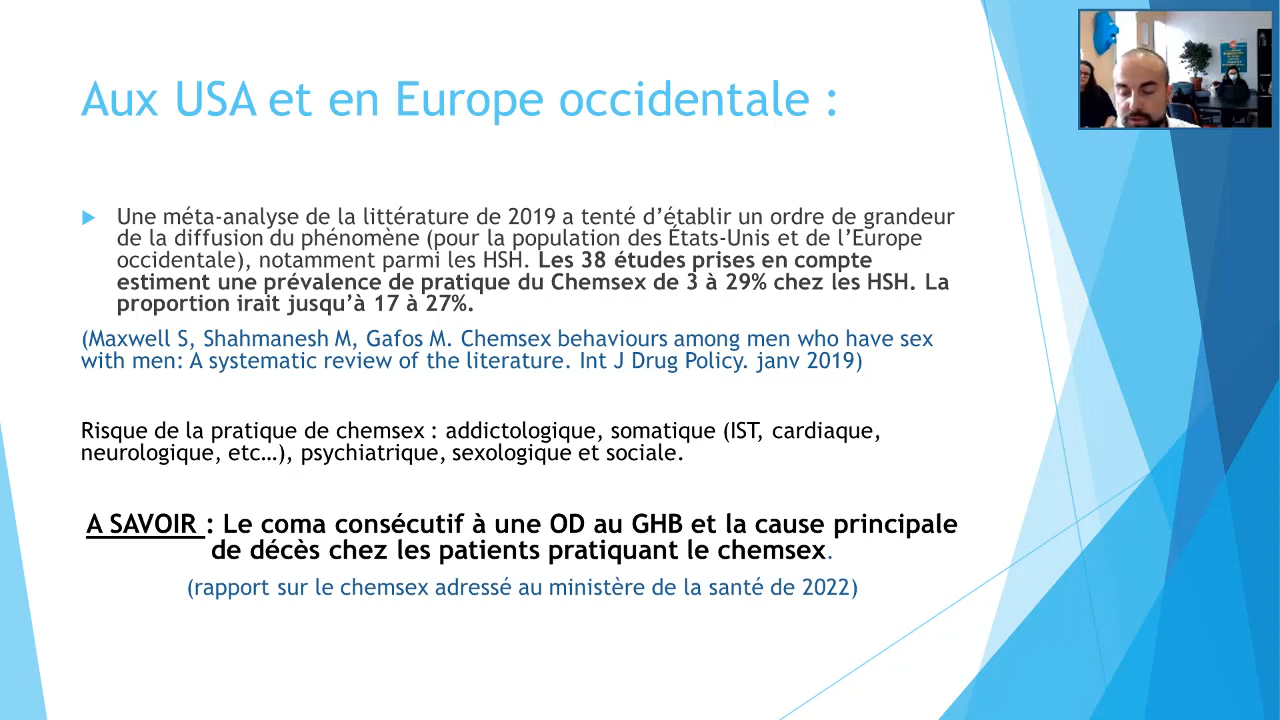 Aux USA et en Europe occidentale :
Une méta-analyse de la littérature de 2019 a tenté d’établir un ordre de grandeur
de la diffusion du phénomène (pour la population des États-Unis et de l’Europe
occidentale), notamment parmi les HSH. Les 38 études prises en compte
estiment une prévalence de pratique du Chemsex de 3 à 29% chez les HSH. La
proportion irait jusqu’à 17 à 27%.
(Maxwell S, Shahmanesh M, Gafos M. Chemsex behaviours among men who have sex
with men: A systematic review of the literature. Int J Drug Policy. janv 2019)
Risque de la pratique de chemsex : addictologique, somatique (IST, cardiaque,
neurologique, etc…), psychiatrique, sexologique et sociale.
A SAVOIR : Le coma consécutif à une OD au GHB et la cause principale
de décès chez les patients pratiquant le chemsex.
(rapport sur le chemsex adressé au ministère de la santé de 2022)